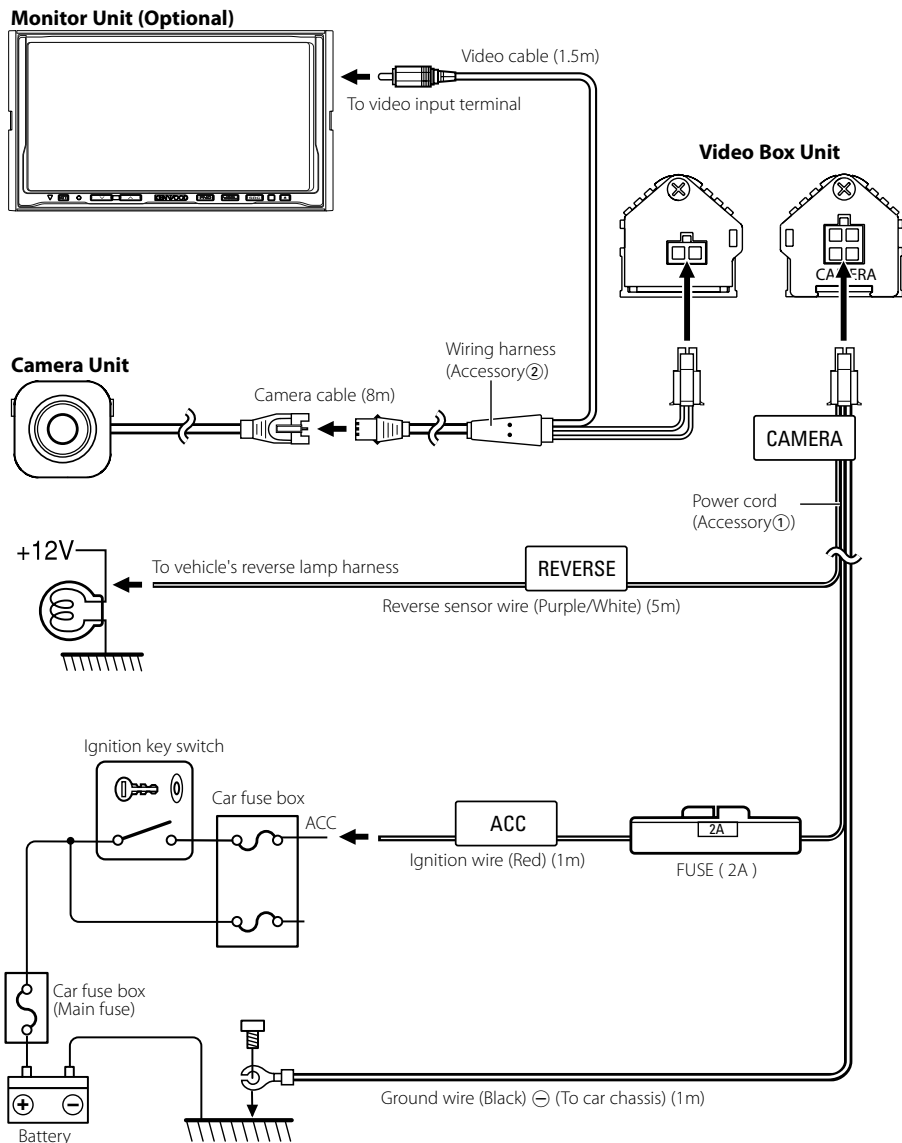 Monitor Unit (Optional)
Video cable (1.5m)
To video input terminal
KENWOOD
Video Box Unit
CAMERA
Camera Unit
Wiring harness
(Accessory②)
Camera cable (8m)
CAMERA
Power cord
(Accessory①)
+12V
To vehicle's reverse lamp harness
REVERSE
Reverse sensor wire (Purple/White) (5m)
Ignition key switch
Car fuse box
ACC
ACC
Ignition wire (Red) (1m)
2A
FUSE ( 2A )
Car fuse box
(Main fuse)
Ground wire (Black) ⊖ (To car chassis) (1m)
⊕ ⊖
Battery